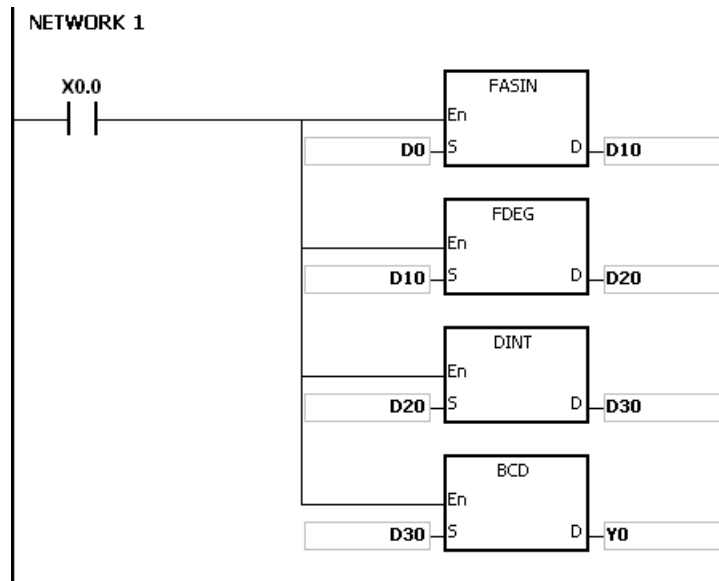 NETWORK 1
X0.0
FASIN
En
D0 S D D10
FDEG
En
D10 S D D20
DINT
En
D20 S D D30
BCD
En
D30 S D Y0